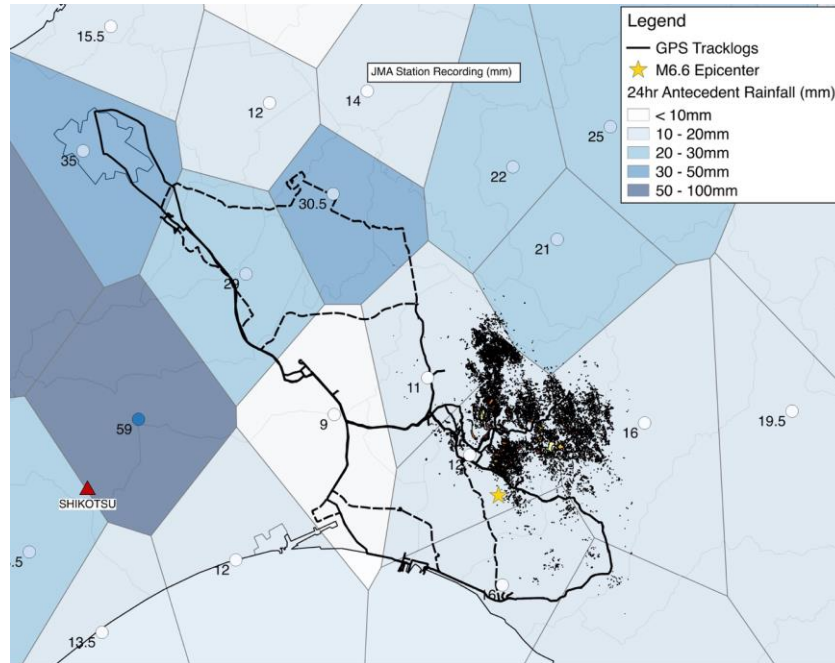 Legend
GPS Tracklogs
M6.6 Epicenter
24hr Antecedent Rainfall (mm)
< 10mm
10 - 20mm
20 - 30mm
30 - 50mm
50 - 100mm
15.5
JMA Station Recording (mm)
14
12
25
35
22
30.5
21
29
11
9
16
19.5
59
12
SHIKOTSU
.5
12
16
13.5